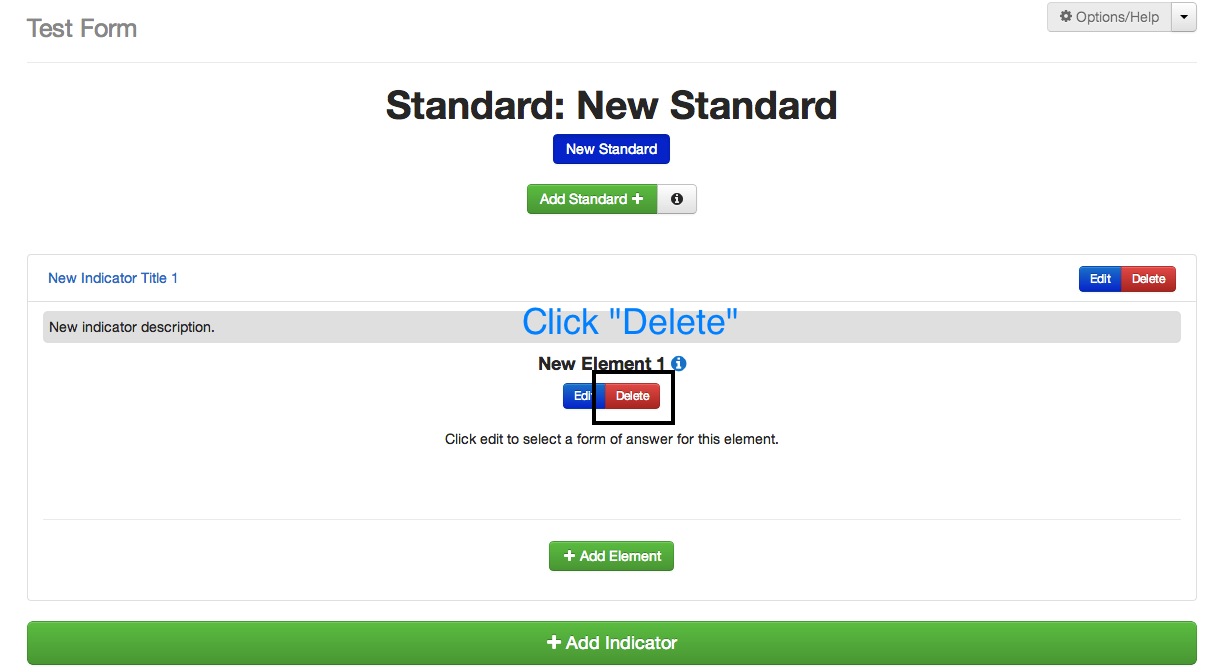 Test Form
Options/Help
Standard: New Standard
New Standard
Add Standard
New Indicator Title 1
Edit Delete
New indicator description.
Click "Delete"
New Element 1
Edit Delete
Click edit to select a form of answer for this element.
Add Element
Add Indicator